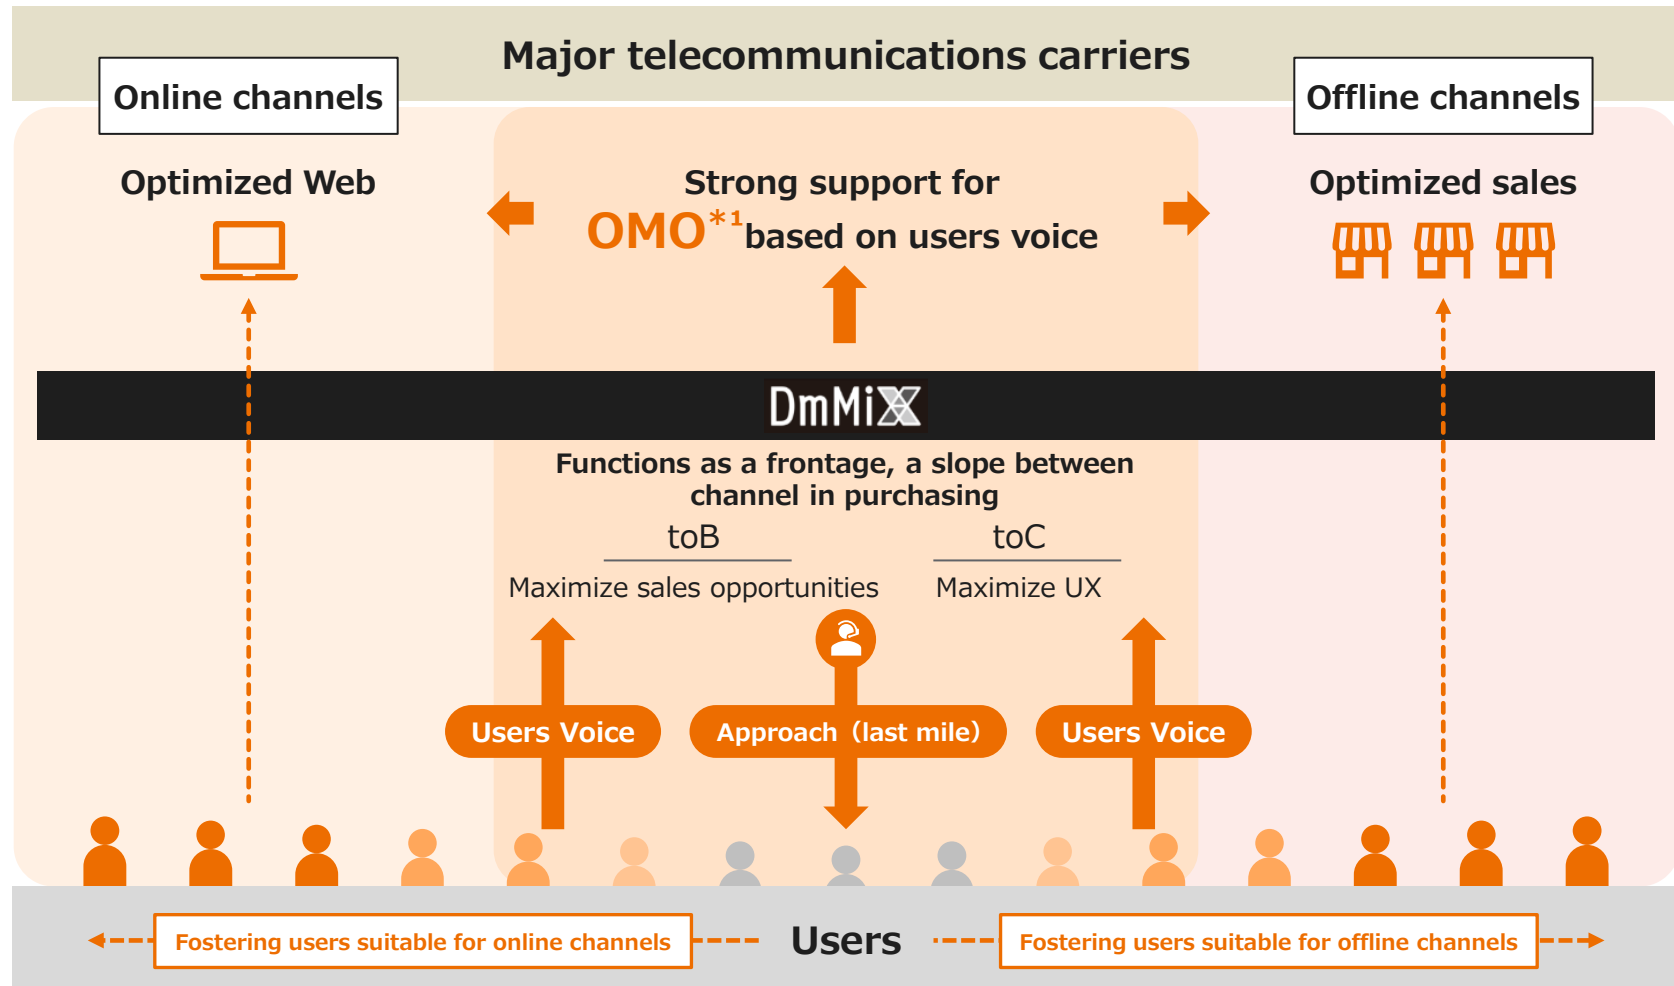 Major telecommunications carriers
Online channels
Offline channels
Optimized Web
Strong support for
OMO*1 based on users voice
Optimized sales
DmMiX
Functions as a frontage, a slope between
channel in purchasing
toB
toC
Maximize sales opportunities
Maximize UX
Users Voice
Approach（last mile）
Users Voice
Fostering users suitable for online channels
Users
Fostering users suitable for offline channels